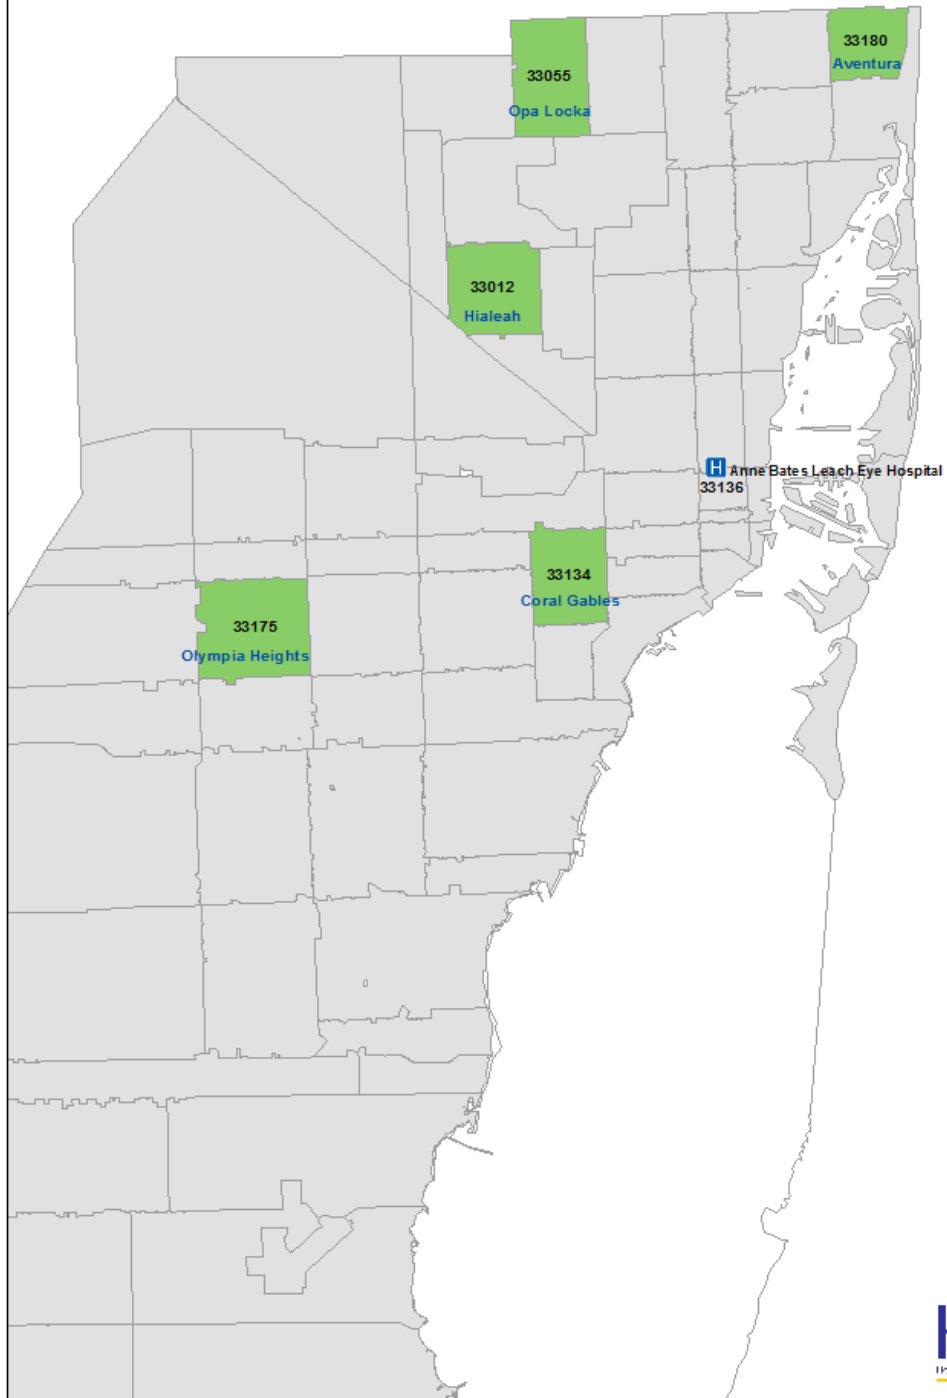 33180
Aventura
33055
Opa Locka
33012
Hialeah
H Anne Bates Leach Eye Hospital
33136
33134
Coral Gables
33175
Olympia Heights